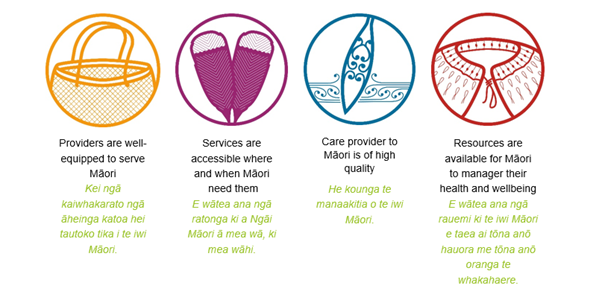 Providers are well-
equipped to serve
Māori
Kei ngā
kaiwhakarato ngā
āheinga katoa hei
tautoko tika i te iwi
Māori.
Services are
accessible where
and when Māori
need them
E wātea ana ngā
ratonga ki a Ngāi
Māori ā mea wā, ki
mea wāhi.
Care provider to
Māori is of high
quality
He kounga te
manaakitia o te iwi
Māori.
Resources are
available for Māori
to manager their
health and wellbeing
E wātea ana ngā
rauemi ki te iwi Māori
e taea ai tōna anō
hauora me tōna anō
oranga te
whakahaere.